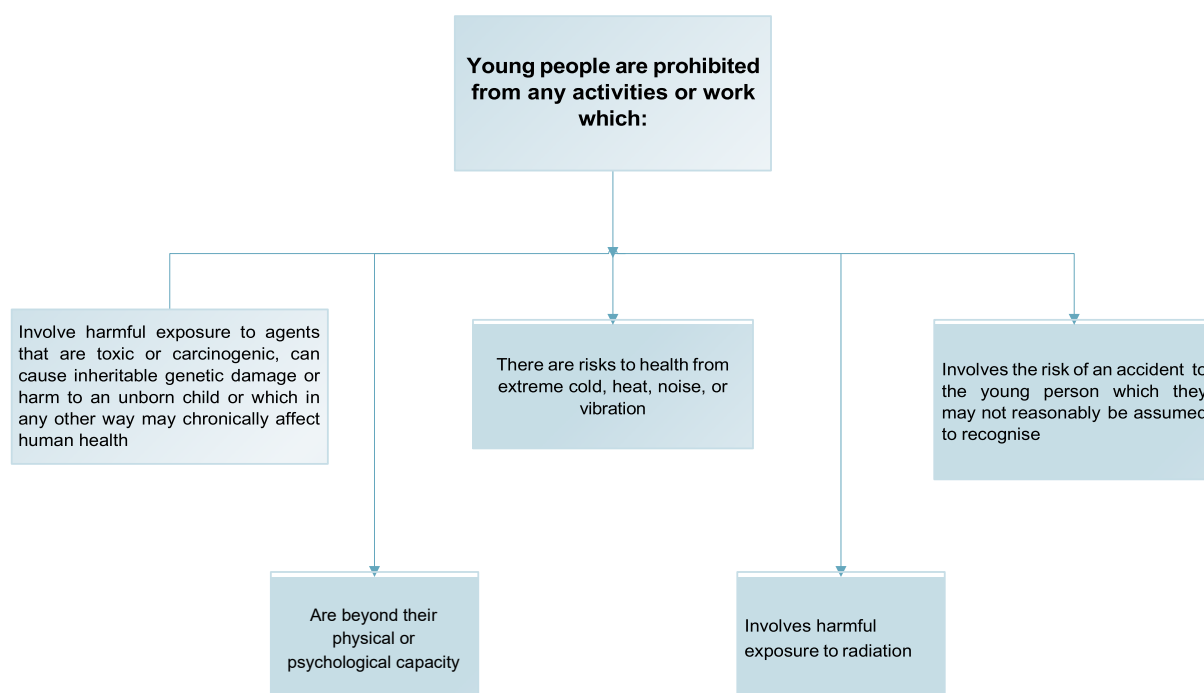 Young people are prohibited
from any activities or work
which:
Involve harmful exposure to agents
that are toxic or carcinogenic, can
cause inheritable genetic damage or
harm to an unborn child or which in
any other way may chronically affect
human health
There are risks to health from
extreme cold, heat, noise, or
vibration
Involves the risk of an accident to
the young person which they
may not reasonably be assumed
to recognise
Are beyond their
physical or
psychological capacity
Involves harmful
exposure to radiation